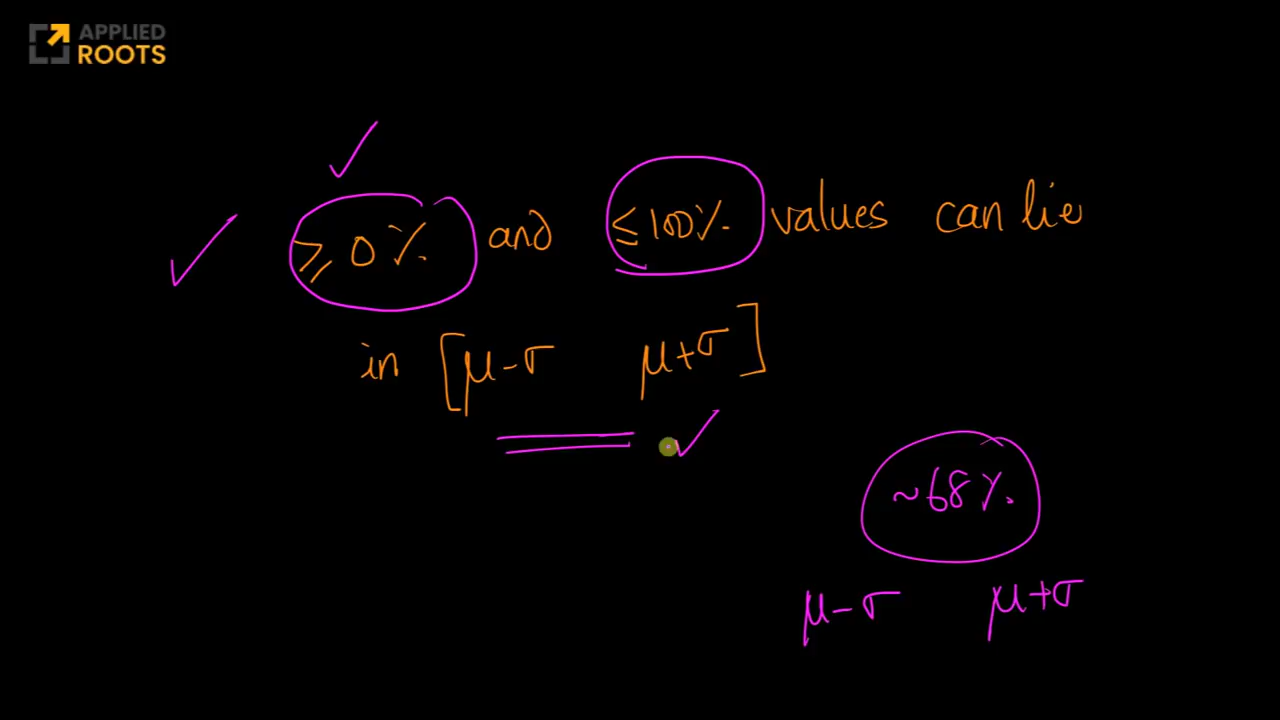 APPLIED
ROOTS
≥ 0% and ≤ 100% values can lie
in [μ-σ μ+σ]
~68%
μ-σ μ+σ